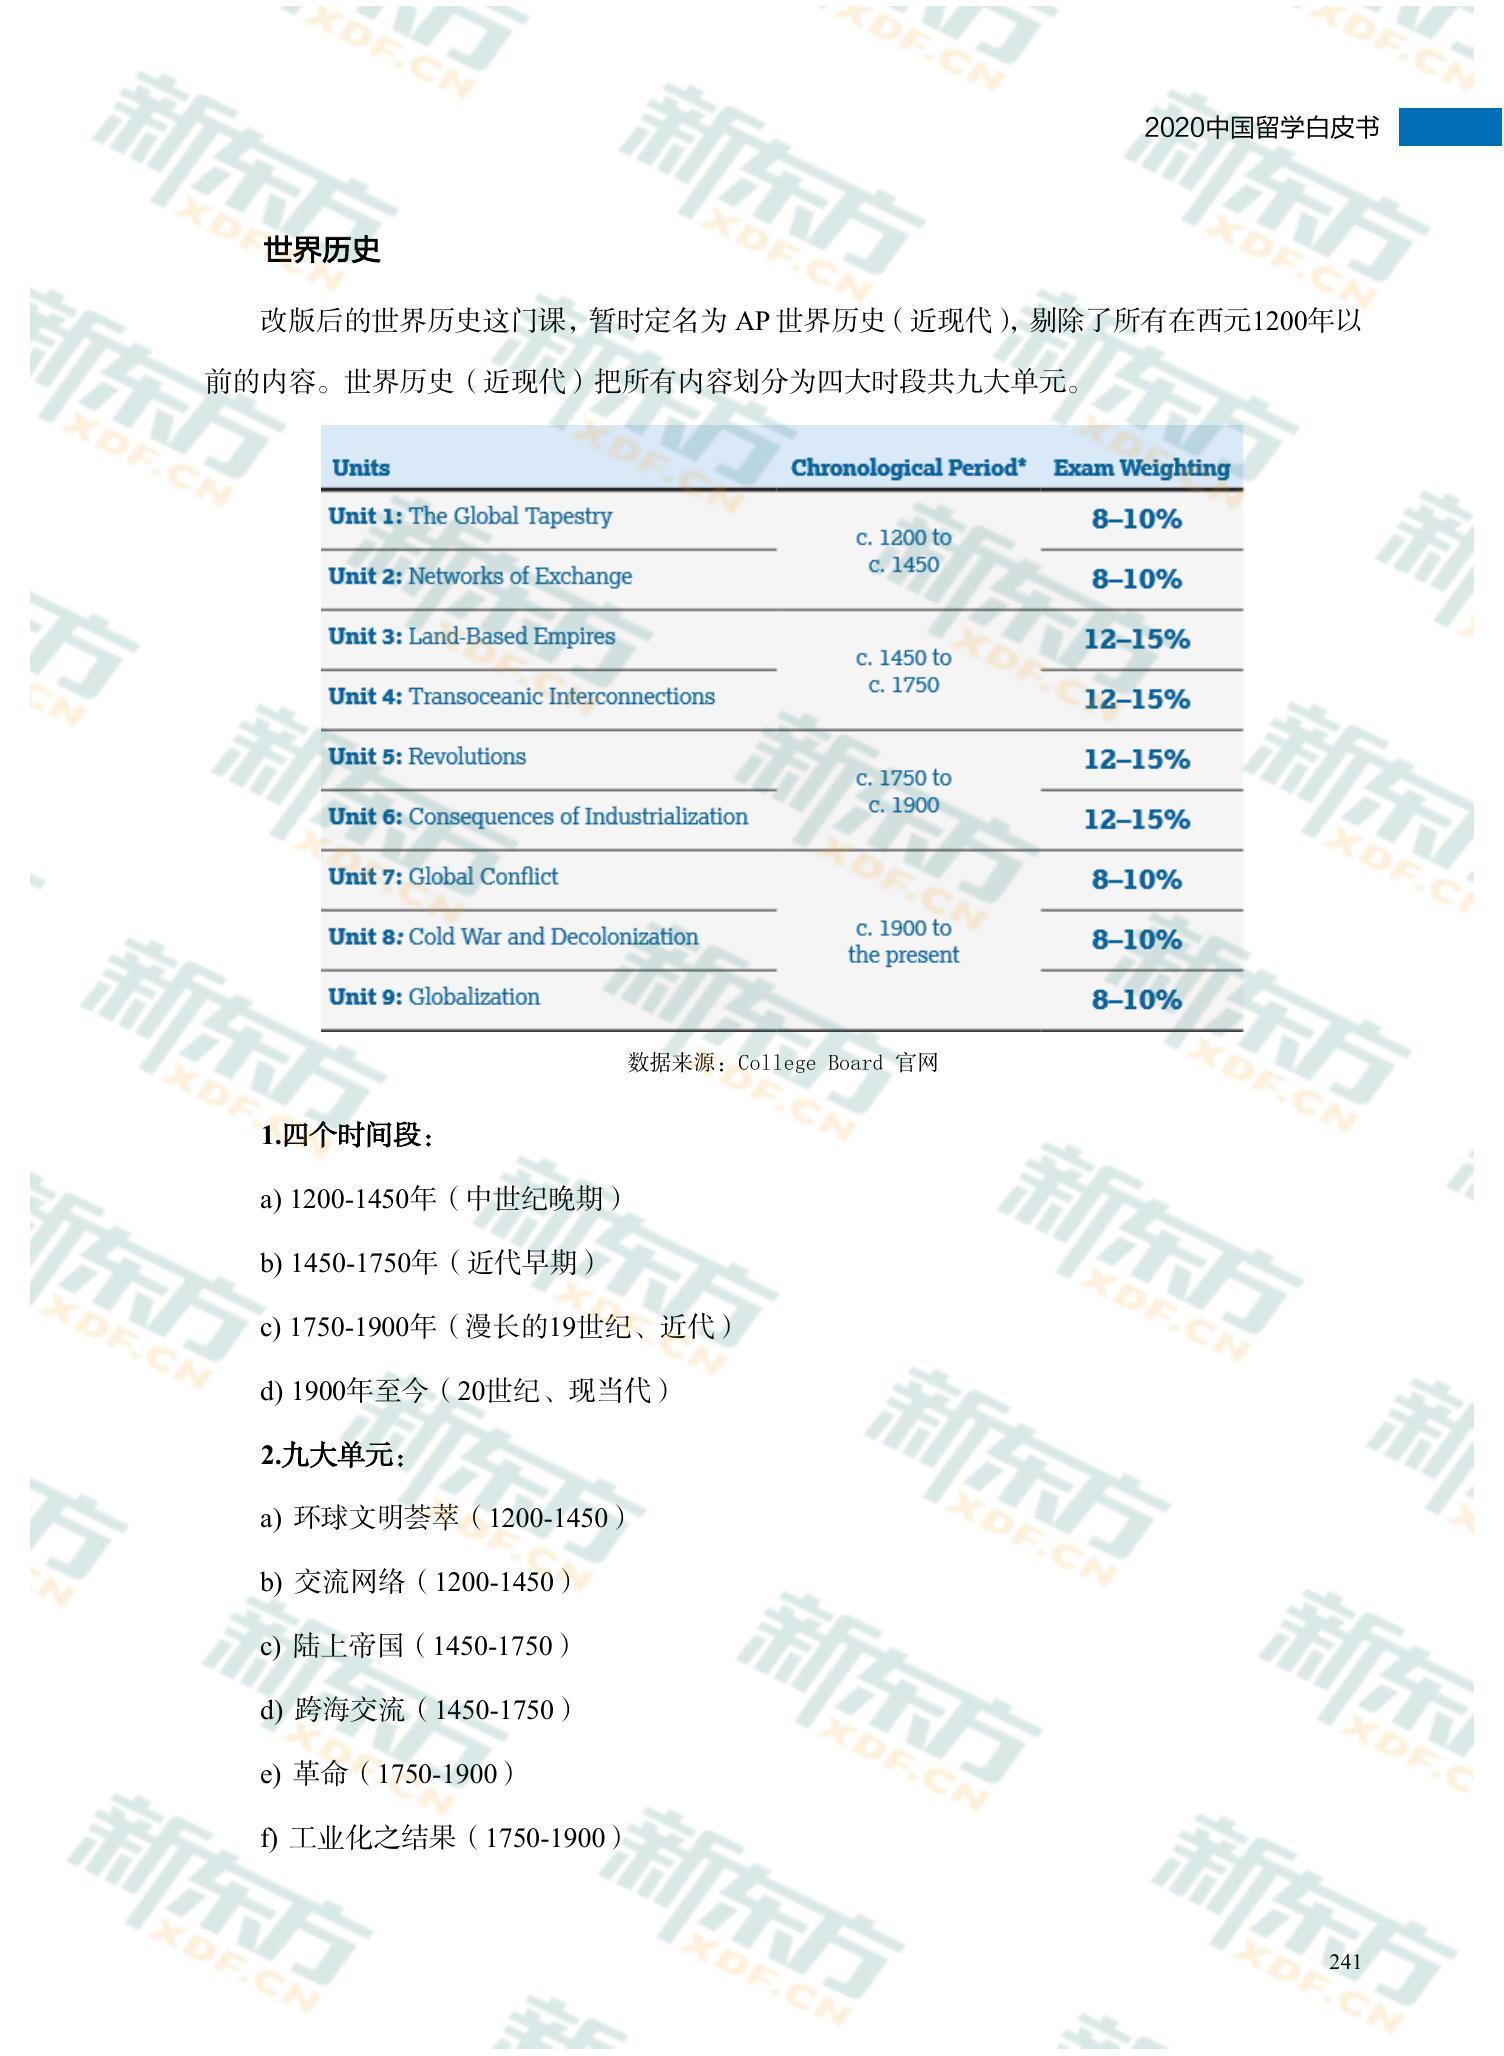 2020中国留学白皮书
世界历史
改版后的世界历史这门课，暂时定名为 AP 世界历史（近现代），剔除了所有在西元1200年以
前的内容。世界历史（近现代）把所有内容划分为四大时段共九大单元。
Units Chronological Period* Exam Weighting
Unit 1: The Global Tapestry 8–10%
c. 1200 to
c. 1450
Unit 2: Networks of Exchange 8–10%
Unit 3: Land-Based Empires 12–15%
c. 1450 to
c. 1750
Unit 4: Transoceanic Interconnections 12–15%
Unit 5: Revolutions 12–15%
c. 1750 to
c. 1900
Unit 6: Consequences of Industrialization 12–15%
Unit 7: Global Conflict 8–10%
c. 1900 to
the present
Unit 8: Cold War and Decolonization 8–10%
Unit 9: Globalization 8–10%
数据来源：College Board 官网
1.四个时间段：
a) 1200-1450年（中世纪晚期）
b) 1450-1750年（近代早期）
c) 1750-1900年（漫长的19世纪、近代）
d) 1900年至今（20世纪、现当代）
2.九大单元：
a) 环球文明荟萃（1200-1450）
b) 交流网络（1200-1450）
c) 陆上帝国（1450-1750）
d) 跨海交流（1450-1750）
e) 革命（1750-1900）
f) 工业化之结果（1750-1900）
241
新东方
XDF.CN